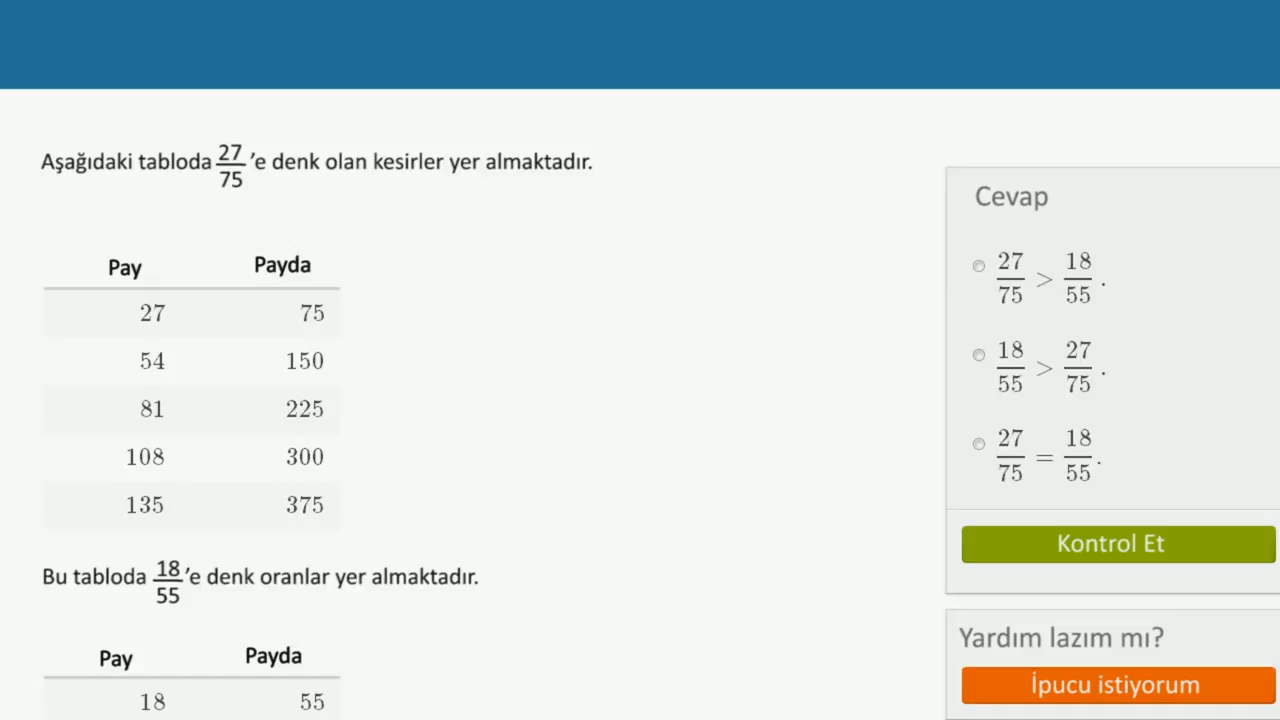 Aşağıdaki tabloda 27/75 ’e denk olan kesirler yer almaktadır.
Pay Payda
27 75
54 150
81 225
108 300
135 375
Bu tabloda 18/55 ’e denk oranlar yer almaktadır.
Pay Payda
18 55
Cevap
27/75 > 18/55 .
18/55 > 27/75 .
27/75 = 18/55 .
Kontrol Et
Yardım lazım mı?
İpucu istiyorum